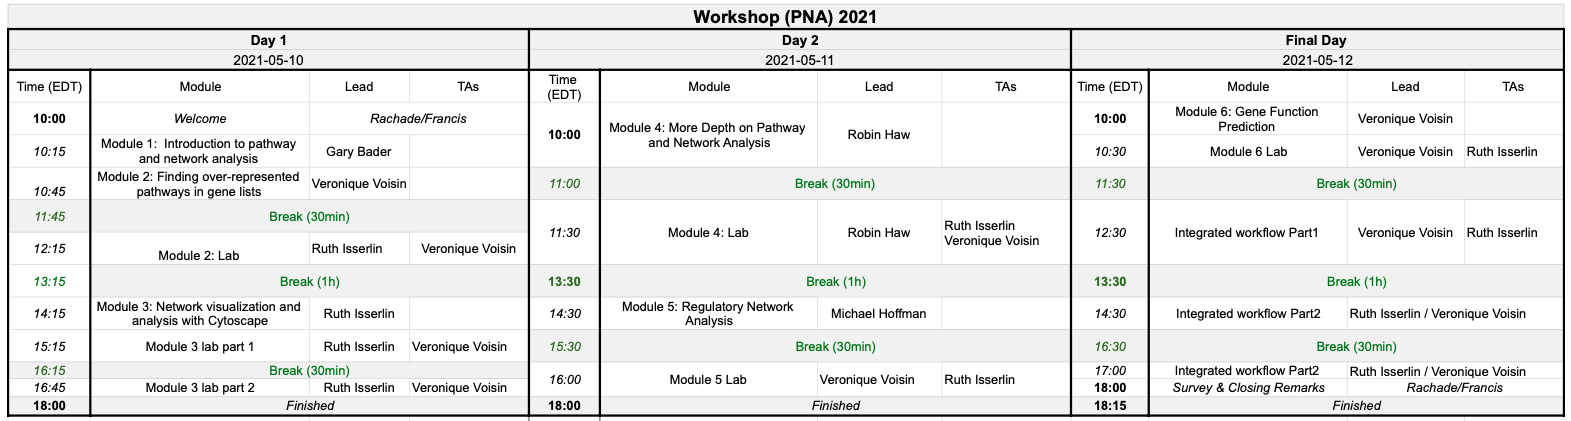 Workshop (PNA) 2021
Day 1
2021-05-10
Time (EDT) Module Lead TAs
10:00 Welcome Rachade/Francis
10:15 Module 1: Introduction to pathway
and network analysis Gary Bader
10:45 Module 2: Finding over-represented
pathways in gene lists Veronique Voisin
11:45 Break (30min)
12:15 Module 2: Lab Ruth Isserlin Veronique Voisin
13:15 Break (1h)
14:15 Module 3: Network visualization and
analysis with Cytoscape Ruth Isserlin
15:15 Module 3 lab part 1 Ruth Isserlin Veronique Voisin
16:15 Break (30min)
16:45 Module 3 lab part 2 Ruth Isserlin Veronique Voisin
18:00 Finished
Day 2
2021-05-11
Time
(EDT) Module Lead TAs
10:00 Module 4: More Depth on Pathway
and Network Analysis Robin Haw
11:00 Break (30min)
11:30 Module 4: Lab Robin Haw Ruth Isserlin
Veronique Voisin
13:30 Break (1h)
14:30 Module 5: Regulatory Network
Analysis Michael Hoffman
15:30 Break (30min)
16:00 Module 5 Lab Veronique Voisin Ruth Isserlin
18:00 Finished
Final Day
2021-05-12
Time (EDT) Module Lead TAs
10:00 Module 6: Gene Function
Prediction Veronique Voisin
10:30 Module 6 Lab Veronique Voisin Ruth Isserlin
11:30 Break (30min)
12:30 Integrated workflow Part1 Veronique Voisin Ruth Isserlin
13:30 Break (1h)
14:30 Integrated workflow Part2 Ruth Isserlin / Veronique Voisin
16:30 Break (30min)
17:00 Integrated workflow Part2 Ruth Isserlin / Veronique Voisin
18:00 Survey & Closing Remarks Rachade/Francis
18:15 Finished